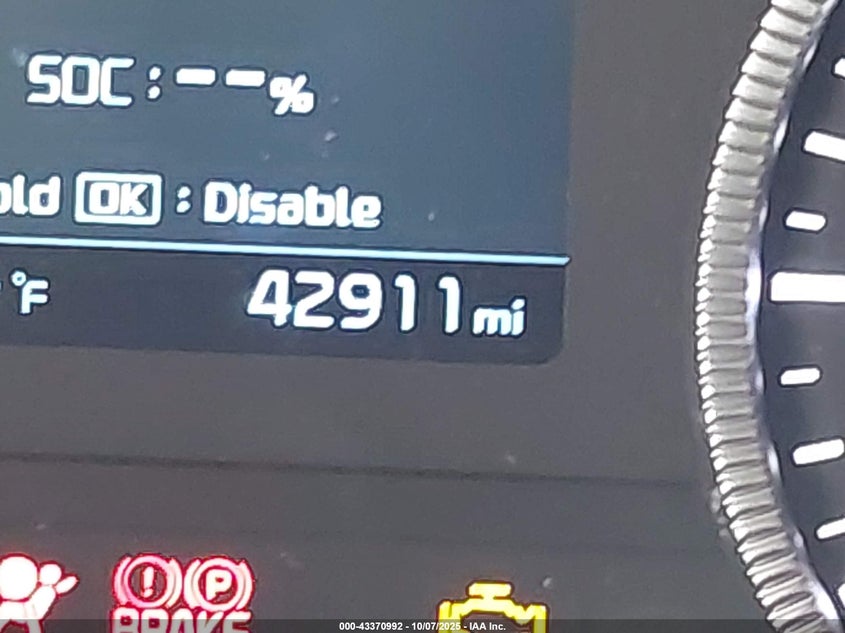 SOC : --%
old OK : Disable
°F 42911 mi
P
BRAKE
000-43370992 - 10/07/2025 - IAA Inc.